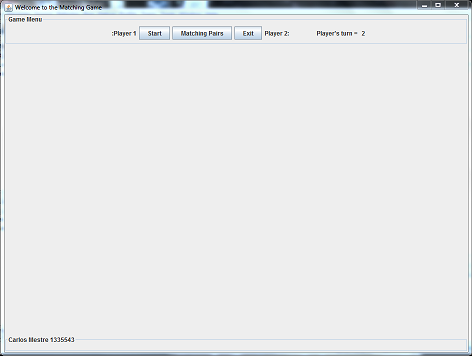 Welcome to the Matching Game
Game Menu
:Player 1 Start Matching Pairs Exit Player 2: Player's turn = 2
Carlos Mestre 1335543